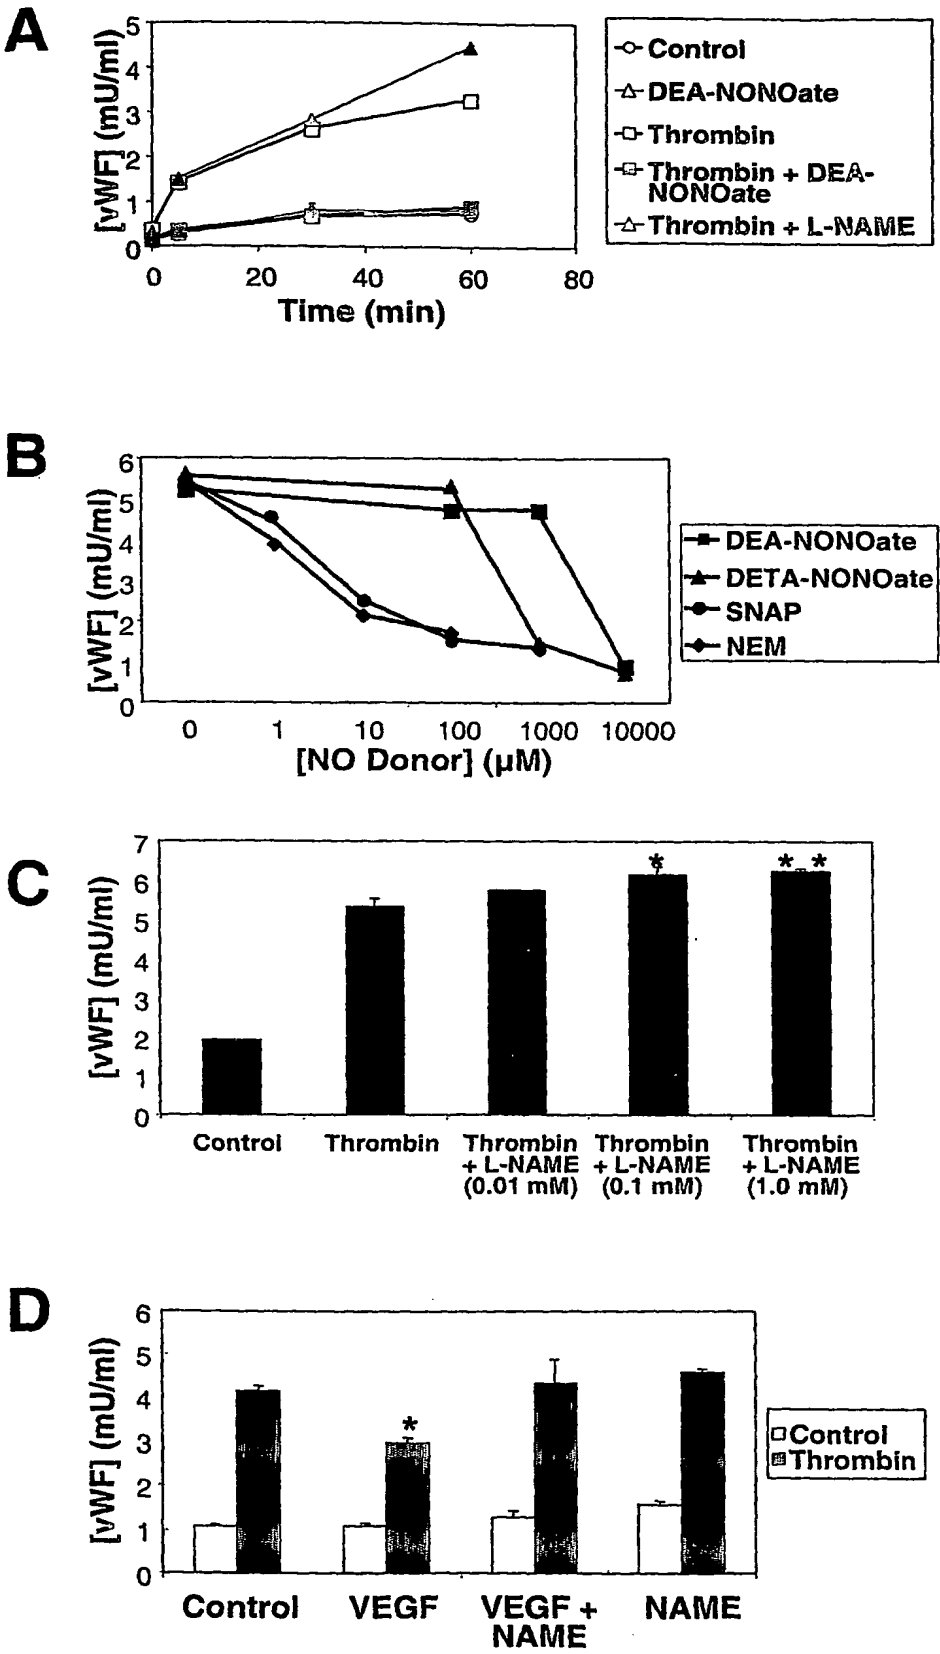 A
[vWF] (mU/ml)
5
4
3
2
1
0
0 20 40 60 80
Time (min)
Control
DEA-NONOate
Thrombin
Thrombin + DEA-
NONOate
Thrombin + L-NAME
B
[vWF] (mU/ml)
6
5
4
3
2
1
0
0 1 10 100 1000 10000
[NO Donor] (µM)
DEA-NONOate
DETA-NONOate
SNAP
NEM
C
[vWF] (mU/ml)
7
6
5
4
3
2
1
0
*
* *
Control Thrombin Thrombin Thrombin Thrombin
+ L-NAME + L-NAME + L-NAME
(0.01 mM) (0.1 mM) (1.0 mM)
D
[vWF] (mU/ml)
6
5
4
3
2
1
0
*
Control VEGF VEGF + NAME
NAME
Control
Thrombin